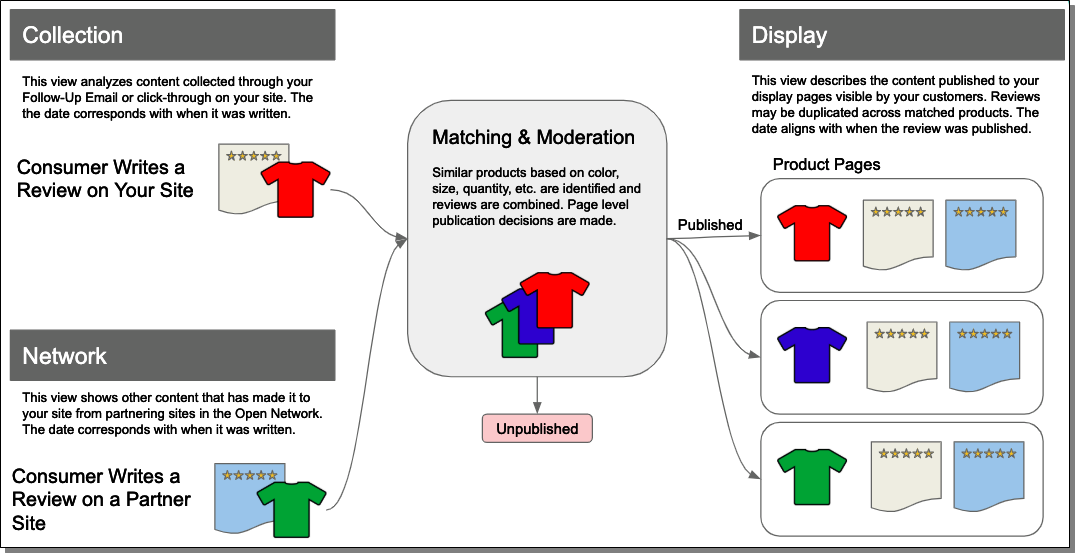 Collection
This view analyzes content collected through your
Follow-Up Email or click-through on your site. The
the date corresponds with when it was written.
Consumer Writes a
Review on Your Site
Network
This view shows other content that has made it to
your site from partnering sites in the Open Network.
The date corresponds with when it was written.
Consumer Writes a
Review on a Partner
Site
Matching & Moderation
Similar products based on color,
size, quantity, etc. are identified and
reviews are combined. Page level
publication decisions are made.
Unpublished
Published
Display
This view describes the content published to your
display pages visible by your customers. Reviews
may be duplicated across matched products. The
date aligns with when the review was published.
Product Pages